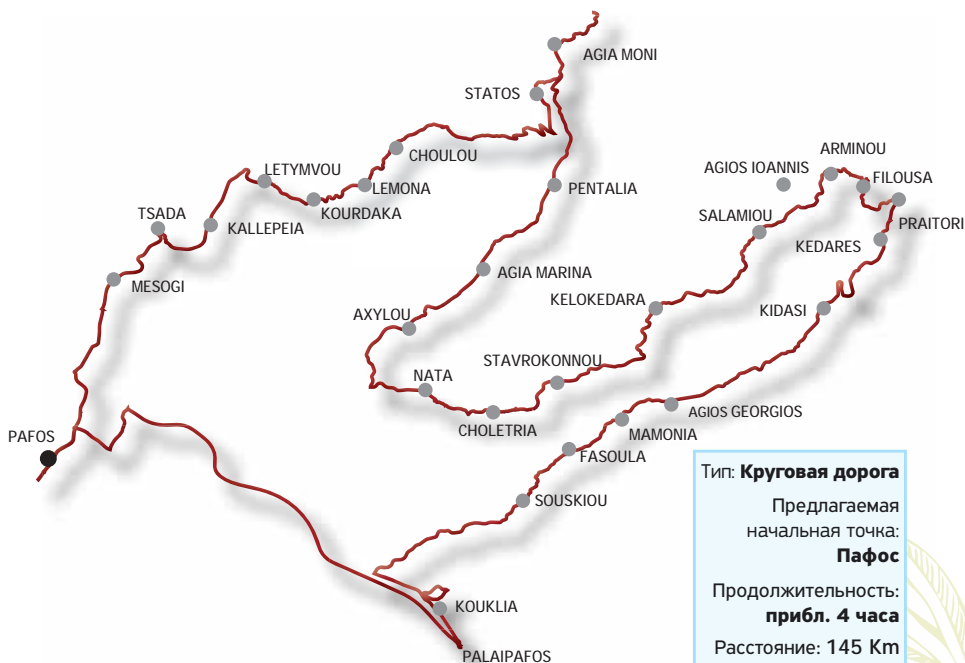 AGIA MONI
STATOS
CHOULOU
ARMINOU
AGIOS IOANNIS
FILOUSA
LETYMVOU
LEMONA
PENTALIA
KOURDAKA
PRAITORI
TSADA
KALLEPEIA
SALAMIOU
KEDARES
MESOGI
AGIA MARINA
KELOKEDARA
KIDASI
AXYLOU
STAVROKONNOU
NATA
AGIOS GEORGIOS
CHOLETRIA
MAMONIA
PAFOS
FASOULA
SOUSKIOU
KOUKLIA
PALAIPAFOS
Тип: Круговая дорога
Предлагаемая
начальная точка:
Пафос
Продолжительность:
прибл. 4 часа
Расстояние: 145 Km